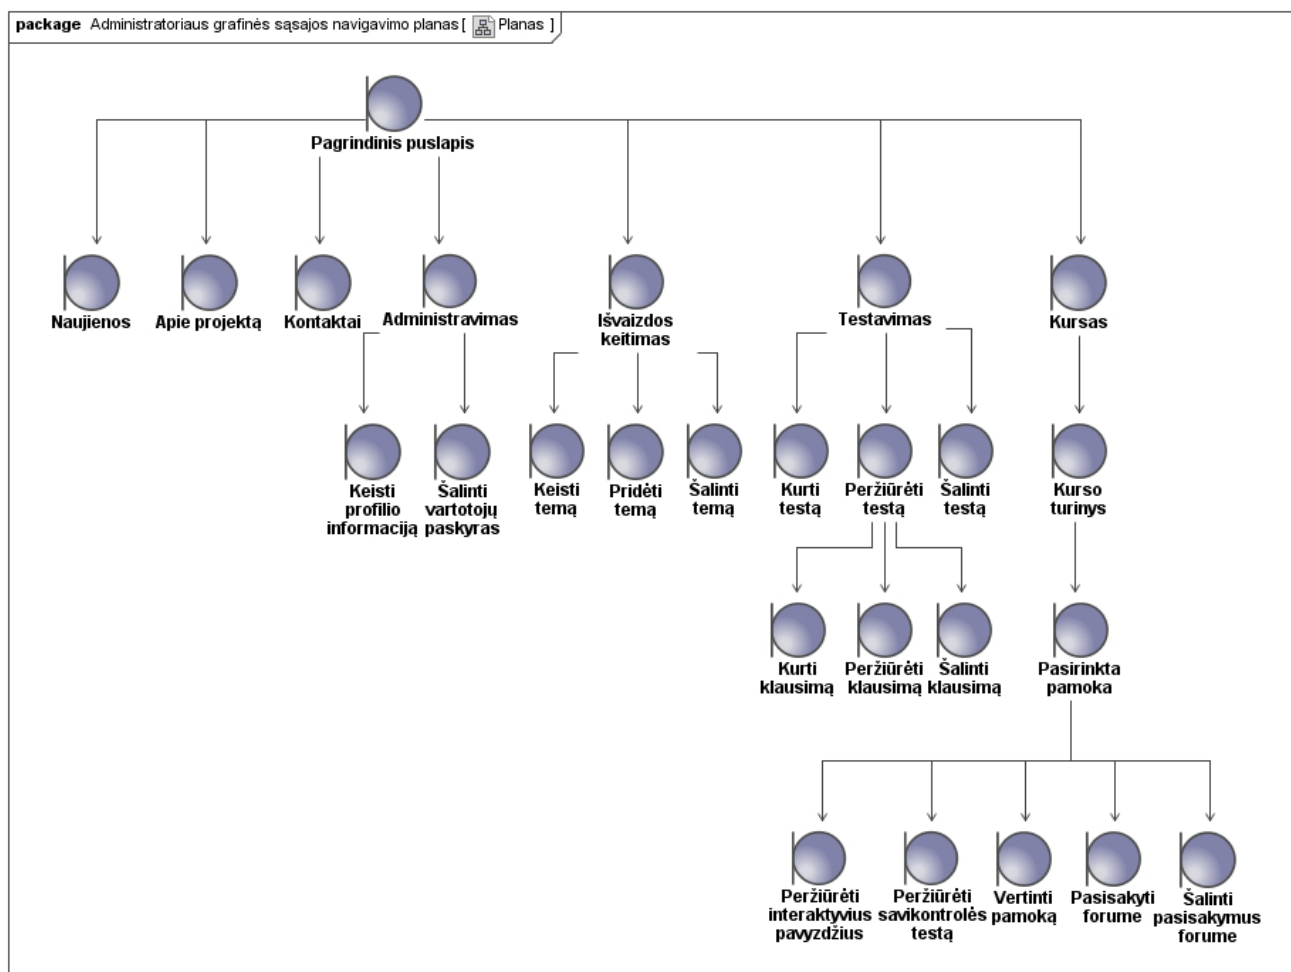 package Administratoriaus grafinės sąsajos navigavimo planas [ Planas ]
Pagrindinis puslapis
Naujienos
Apie projektą
Kontaktai
Administravimas
Išvaizdos
keitimas
Testavimas
Kursas
Keisti
profilio
informaciją
Šalinti
vartotojų
paskyras
Keisti
temą
Pridėti
temą
Šalinti
temą
Kurti
testą
Peržiūrėti
testą
Šalinti
testą
Kurso
turinys
Kurti
klausimą
Peržiūrėti
klausimą
Šalinti
klausimą
Pasirinkta
pamoka
Peržiūrėti
interaktyvius
pavyzdžius
Peržiūrėti
savikontrolės
testą
Vertinti
pamoką
Pasisakyti
forume
Šalinti
pasisakymus
forume